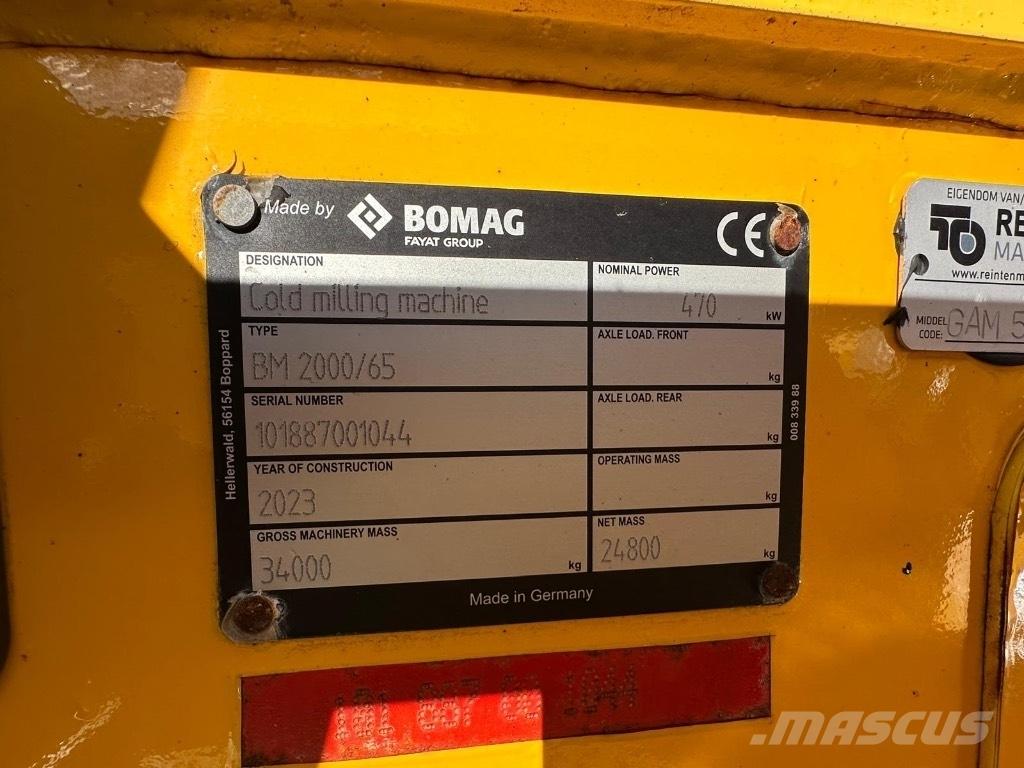 Made by BOMAG
FAYAT GROUP
CE
DESIGNATION
Cold milling machine
NOMINAL POWER
470 kW
TYPE
BM 2000/65
AXLE LOAD. FRONT
kg
SERIAL NUMBER
101887001044
AXLE LOAD. REAR
kg
YEAR OF CONSTRUCTION
2023
OPERATING MASS
kg
GROSS MACHINERY MASS
34000 kg
NET MASS
24800 kg
Made in Germany
Hellerwald, 56154 Boppard
008 339 88
EIGENDOM VAN/
RE
MA
www.reintenm
MIDDEL
CODE: GAM 5
MASCUS